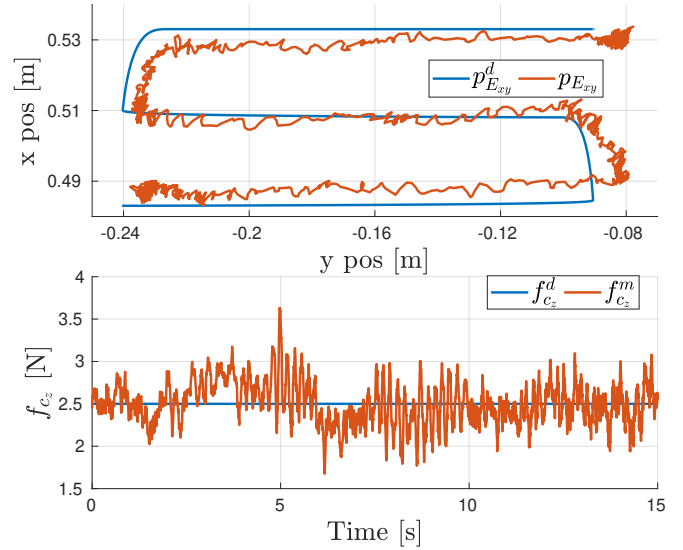 0.53
0.51
0.49
x pos [m]
p^d_{E_{xy}} p_{E_{xy}}
-0.24 -0.2 -0.16 -0.12 -0.08
y pos [m]
4
3.5
3
2.5
2
1.5
f_{c_z} [N]
f^d_{c_z} f^m_{c_z}
0 5 10 15
Time [s]